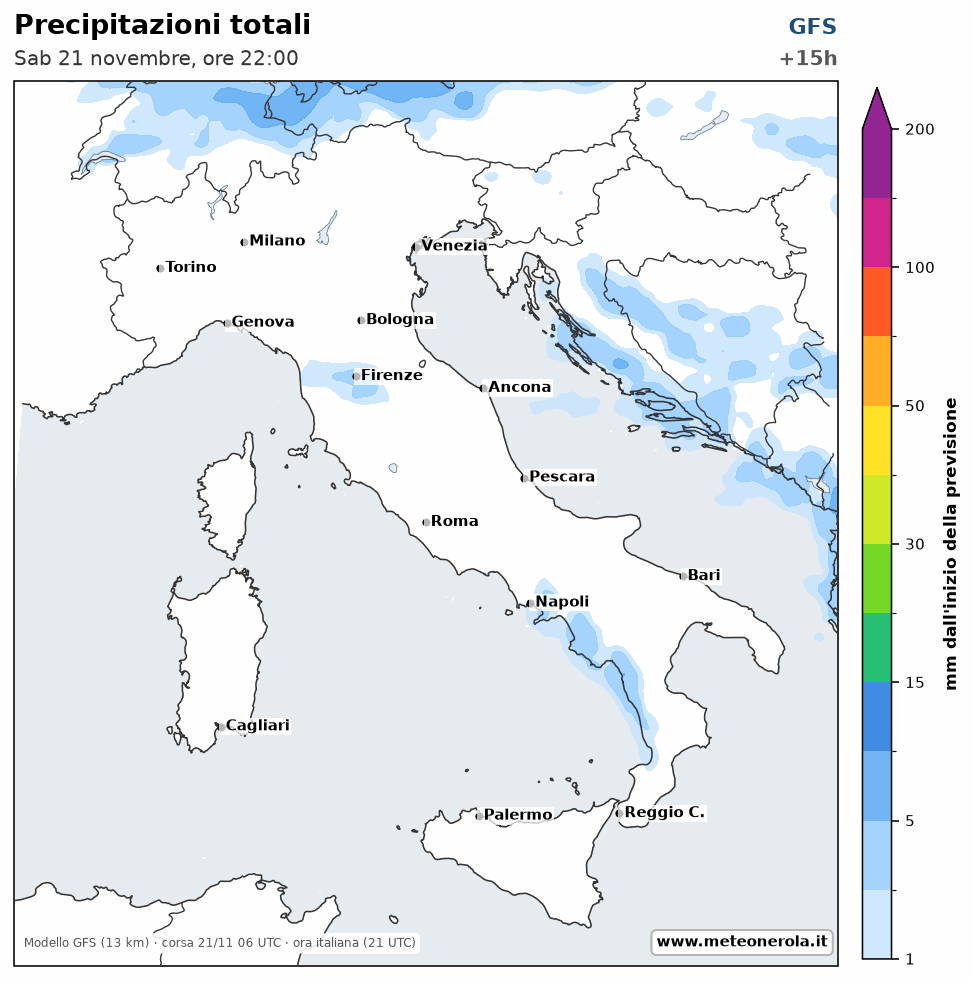 Precipitazioni totali
GFS
Sab 21 novembre, ore 22:00
+15h
Milano
Venezia
Torino
Genova
Bologna
Firenze
Ancona
Pescara
Roma
Bari
Napoli
Cagliari
Palermo
Reggio C.
Modello GFS (13 km) · corsa 21/11 06 UTC · ora italiana (21 UTC)
www.meteonerola.it
200
100
50
30
15
5
1
mm dall'inizio della previsione